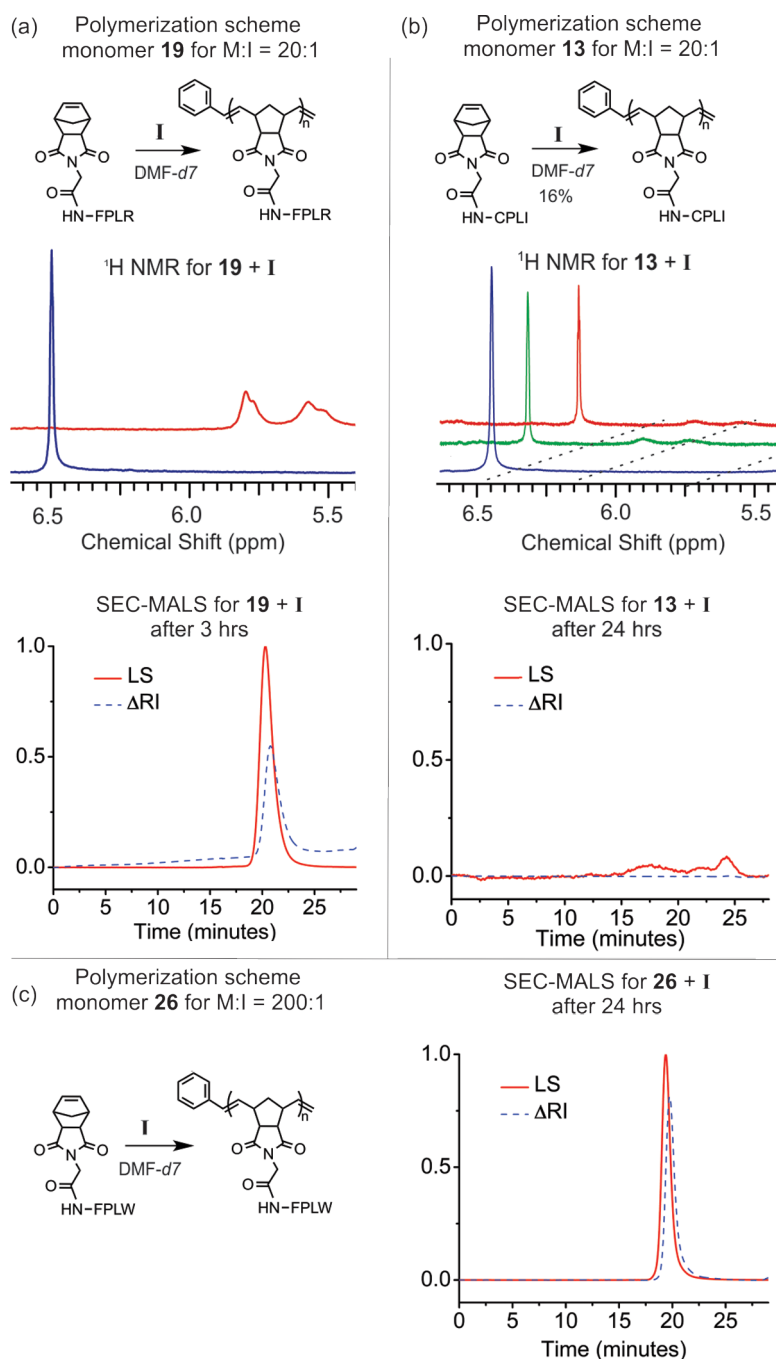 (a)
Polymerization scheme
monomer 19 for M:I = 20:1
I
DMF-d7
n
O
N
O
O
HN-FPLR
O
N
O
O
HN-FPLR
¹H NMR for 19 + I
6.5
6.0
5.5
Chemical Shift (ppm)
SEC-MALS for 19 + I
after 3 hrs
1.0
LS
ΔRI
0.5
0.0
0
5
10
15
20
25
Time (minutes)
(b)
Polymerization scheme
monomer 13 for M:I = 20:1
I
DMF-d7
16%
n
O
N
O
O
HN-CPLI
O
N
O
O
HN-CPLI
¹H NMR for 13 + I
6.5
6.0
5.5
Chemical Shift (ppm)
SEC-MALS for 13 + I
after 24 hrs
1.0
LS
ΔRI
0.5
0.0
0
5
10
15
20
25
Time (minutes)
(c)
Polymerization scheme
monomer 26 for M:I = 200:1
I
DMF-d7
n
O
N
O
O
HN-FPLW
O
N
O
O
HN-FPLW
SEC-MALS for 26 + I
after 24 hrs
1.0
LS
ΔRI
0.5
0.0
0
5
10
15
20
25
Time (minutes)